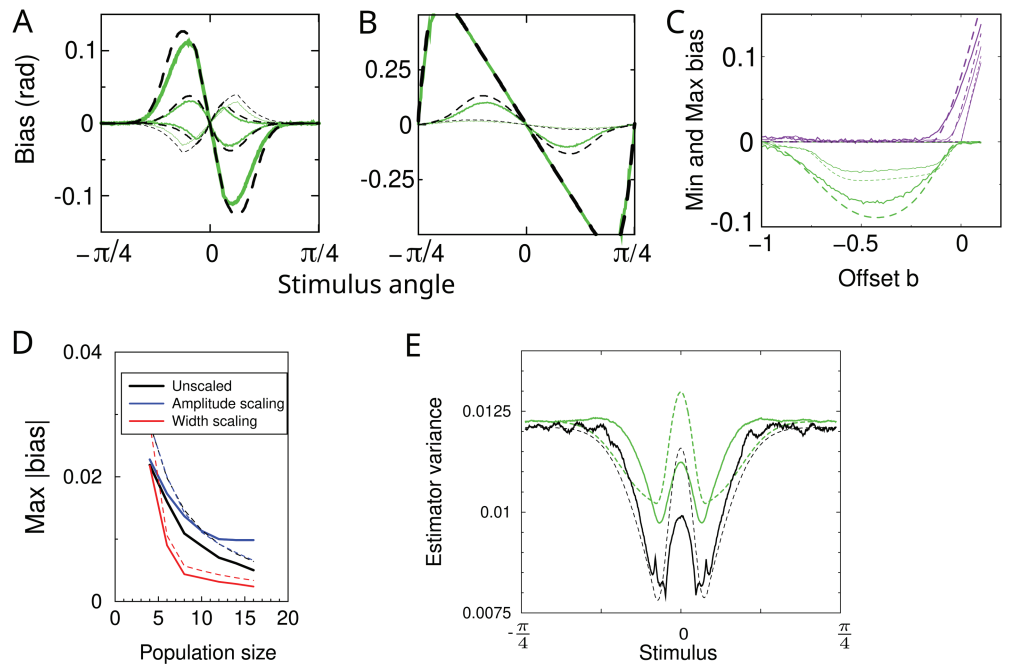 A
Bias (rad)
0.1
0
-0.1
−π/4
0
π/4
B
0.25
0
-0.25
−π/4
0
π/4
Stimulus angle
C
Min and Max bias
0.1
0
-0.1
−1
−0.5
0
Offset b
D
Max |bias|
0.04
0.02
0
Unscaled
Amplitude scaling
Width scaling
0
5
10
15
20
Population size
E
Estimator variance
0.0125
0.01
0.0075
-π/4
0
π/4
Stimulus